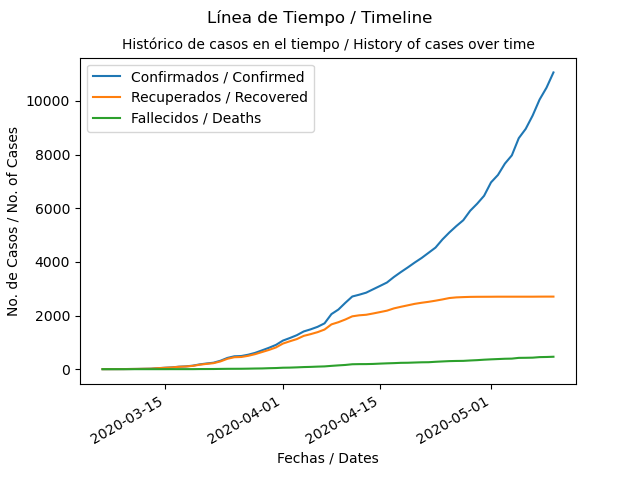 Línea de Tiempo / Timeline
Histórico de casos en el tiempo / History of cases over time
Confirmados / Confirmed
Recuperados / Recovered
Fallecidos / Deaths
No. de Casos / No. of Cases
10000
8000
6000
4000
2000
0
2020-03-15
2020-04-01
2020-04-15
2020-05-01
Fechas / Dates